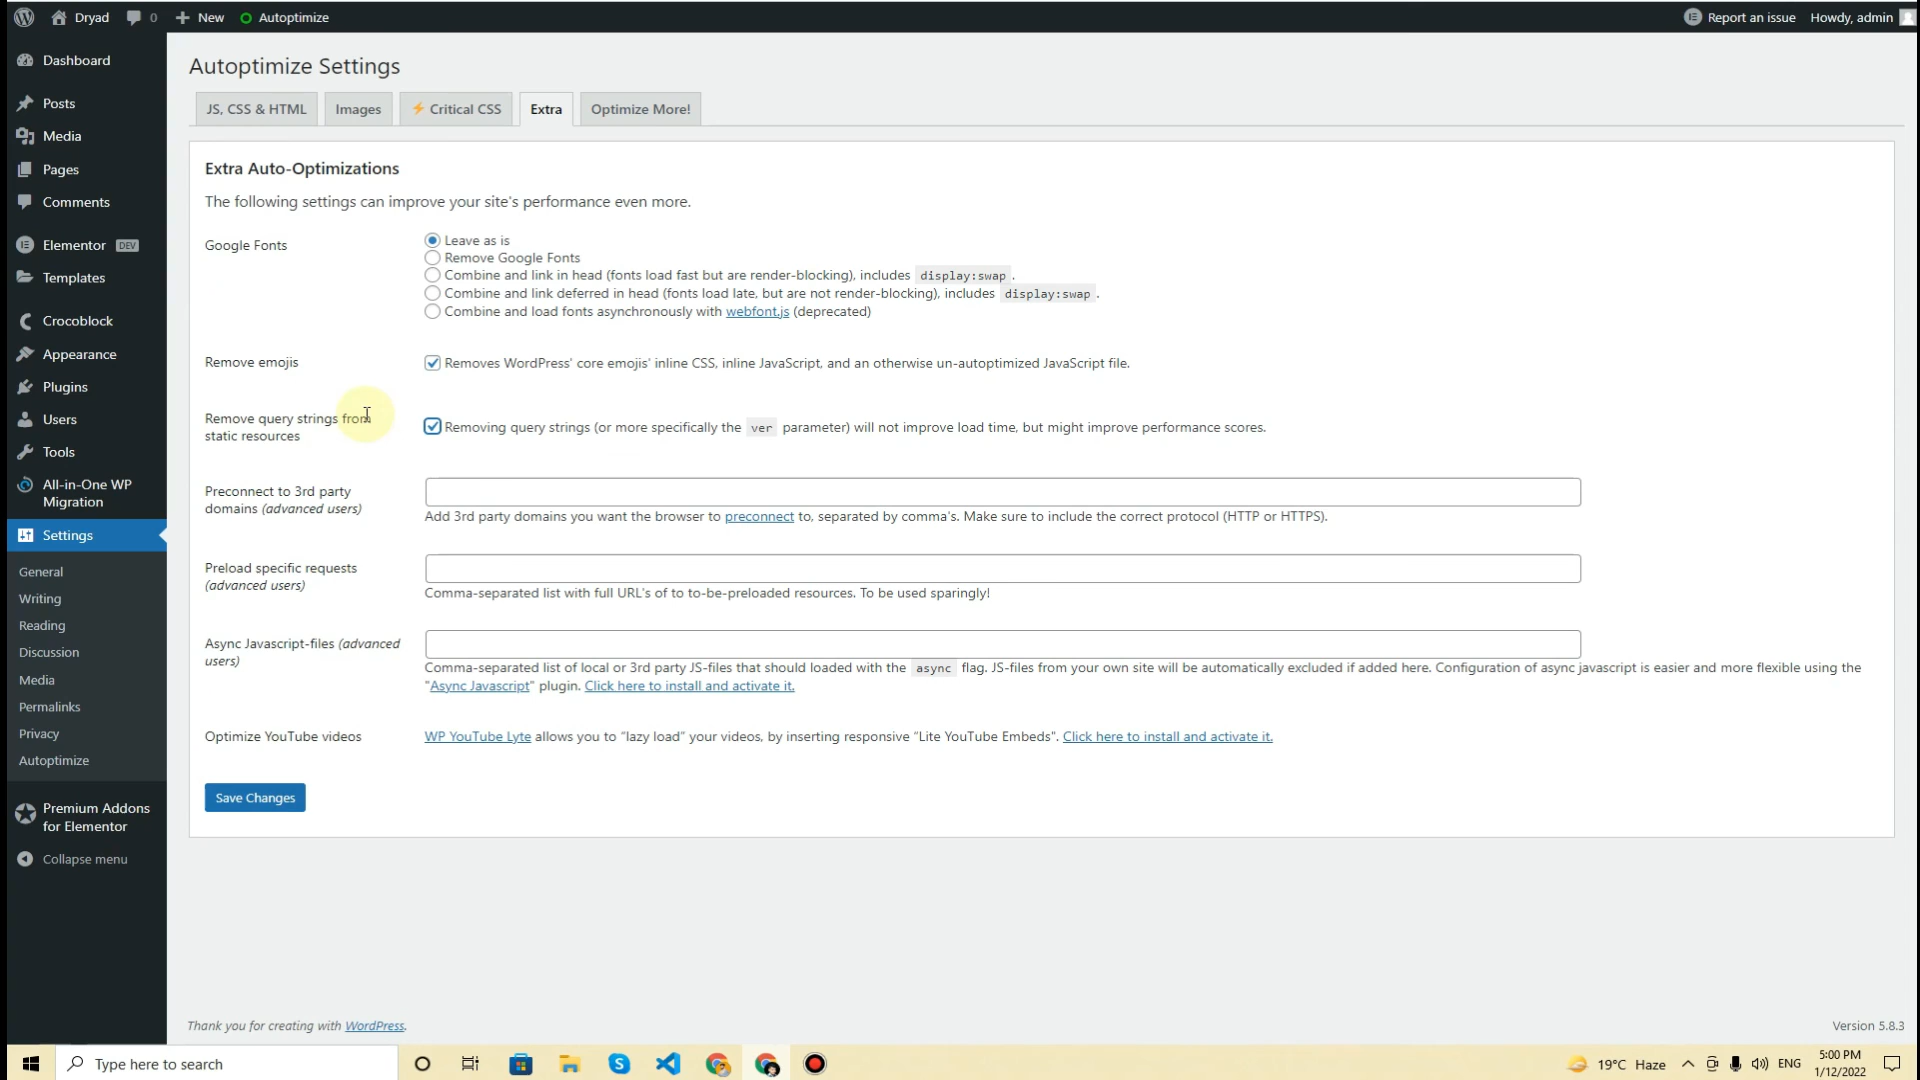 Dryad
0
New
Autoptimize
Report an issue
Howdy, admin
Dashboard
Posts
Media
Pages
Comments
Elementor DEV
Templates
Crocoblock
Appearance
Plugins
Users
Tools
All-in-One WP
Migration
Settings
General
Writing
Reading
Discussion
Media
Permalinks
Privacy
Autoptimize
Premium Addons
for Elementor
Collapse menu
Autoptimize Settings
JS, CSS & HTML
Images
⚡ Critical CSS
Extra
Optimize More!
Extra Auto-Optimizations
The following settings can improve your site's performance even more.
Google Fonts
Leave as is
Remove Google Fonts
Combine and link in head (fonts load fast but are render-blocking), includes display:swap .
Combine and link deferred in head (fonts load late, but are not render-blocking), includes display:swap .
Combine and load fonts asynchronously with webfont.js (deprecated)
Remove emojis
Removes WordPress' core emojis' inline CSS, inline JavaScript, and an otherwise un-autoptimized JavaScript file.
Remove query strings from
static resources
Removing query strings (or more specifically the ver parameter) will not improve load time, but might improve performance scores.
Preconnect to 3rd party
domains (advanced users)
Add 3rd party domains you want the browser to preconnect to, separated by comma's. Make sure to include the correct protocol (HTTP or HTTPS).
Preload specific requests
(advanced users)
Comma-separated list with full URL's of to to-be-preloaded resources. To be used sparingly!
Async Javascript-files (advanced
users)
Comma-separated list of local or 3rd party JS-files that should loaded with the async flag. JS-files from your own site will be automatically excluded if added here. Configuration of async javascript is easier and more flexible using the
"Async Javascript" plugin. Click here to install and activate it.
Optimize YouTube videos
WP YouTube Lyte allows you to “lazy load” your videos, by inserting responsive “Lite YouTube Embeds”. Click here to install and activate it.
Save Changes
Thank you for creating with WordPress.
Version 5.8.3
Type here to search
19°C Haze
ENG
5:00 PM
1/12/2022